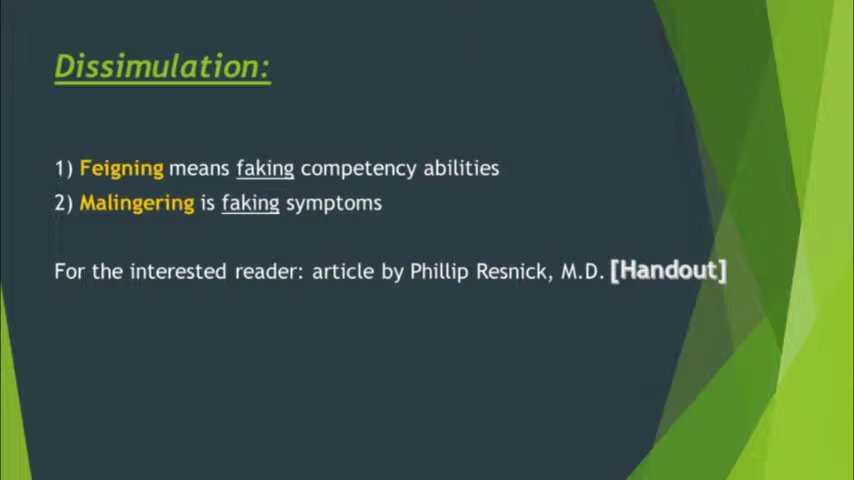 Dissimulation:
1) Feigning means faking competency abilities
2) Malingering is faking symptoms
For the interested reader: article by Phillip Resnick, M.D. [Handout]